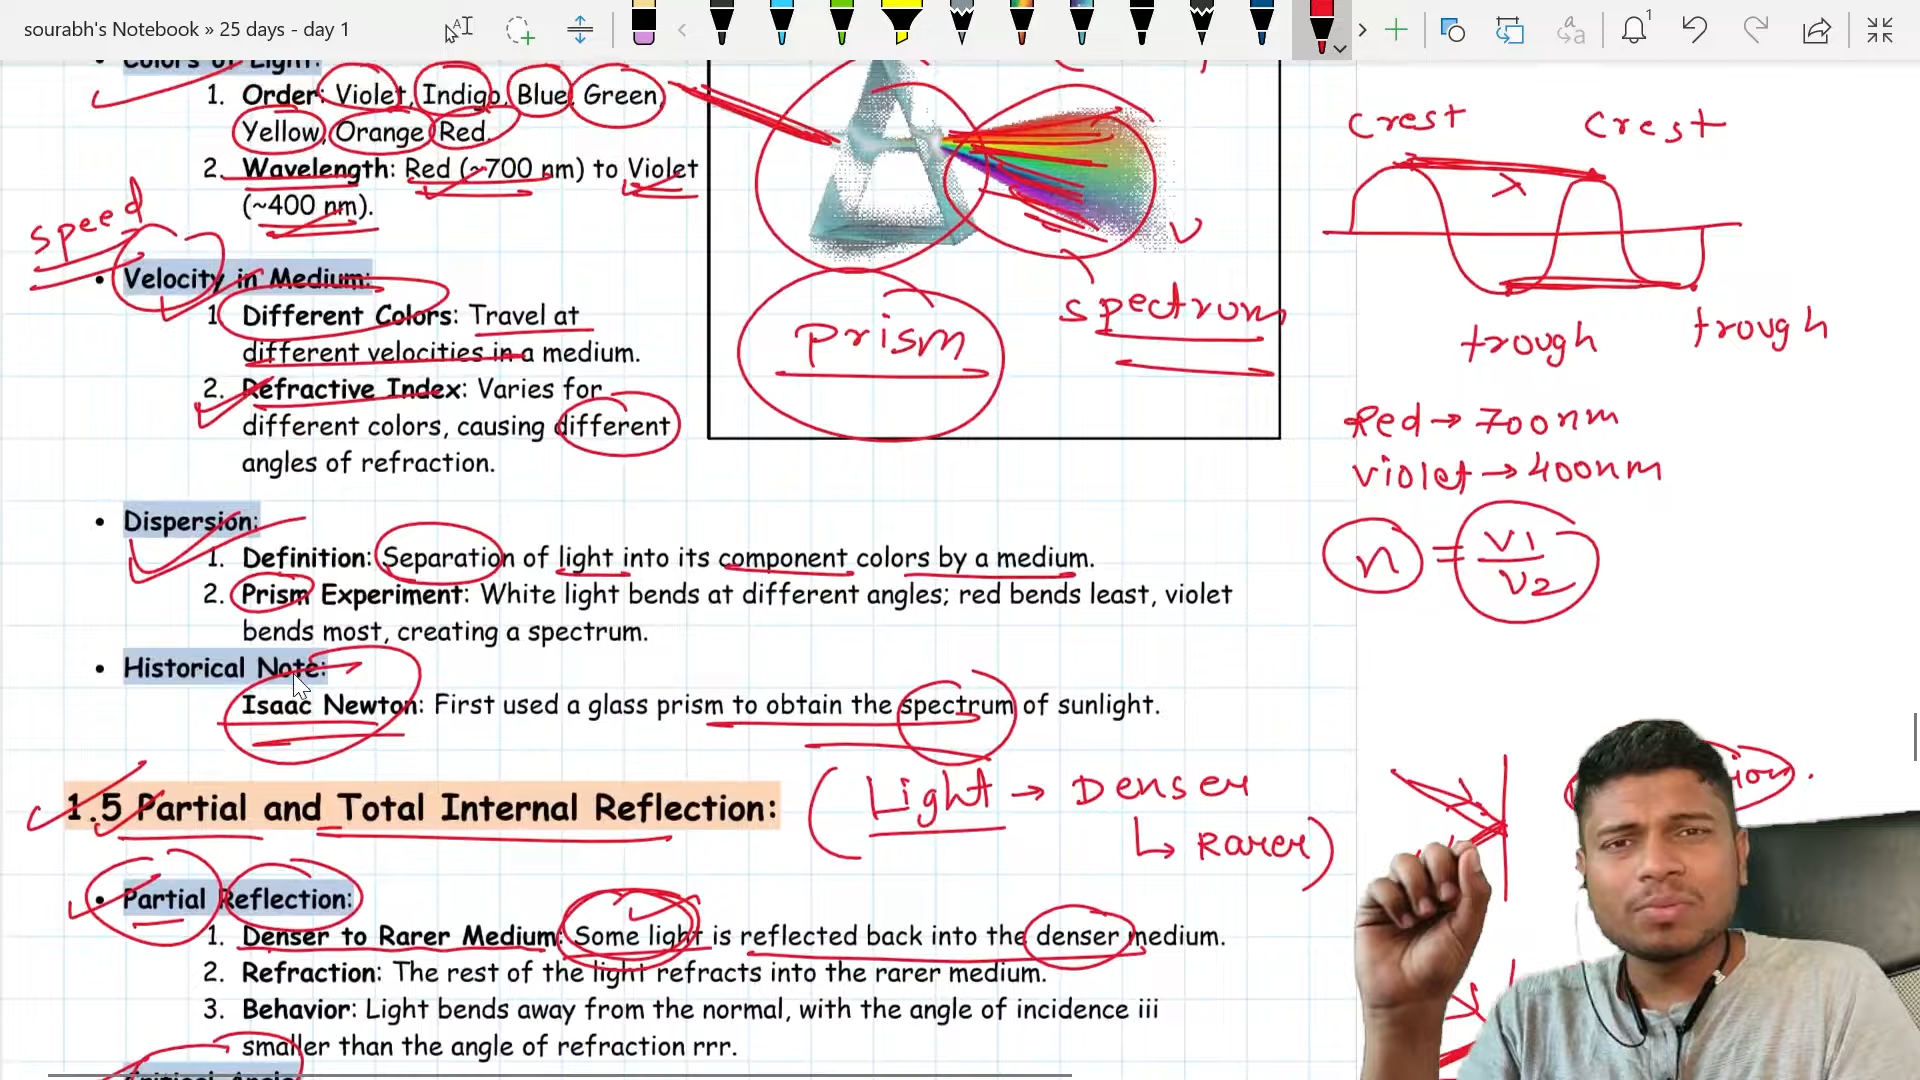 sourabh's Notebook » 25 days - day 1
Colors of Light:
1. Order: Violet, Indigo, Blue, Green,
Yellow, Orange, Red.
2. Wavelength: Red (~700 nm) to Violet
(~400 nm).
speed
Velocity in Medium:
1 Different Colors: Travel at
different velocities in a medium.
2. Refractive Index: Varies for
different colors, causing different
angles of refraction.
V
prism
spectrum
crest
crest
λ
trough
trough
Red → 700nm
violet → 400nm
n = V1
V2
Dispersion:
1. Definition: Separation of light into its component colors by a medium.
2. Prism Experiment: White light bends at different angles; red bends least, violet
bends most, creating a spectrum.
Historical Note:
Isaac Newton: First used a glass prism to obtain the spectrum of sunlight.
1.5 Partial and Total Internal Reflection:
(Light → Denser
↳ Rarer)
Partial Reflection:
1. Denser to Rarer Medium: Some light is reflected back into the denser medium.
2. Refraction: The rest of the light refracts into the rarer medium.
3. Behavior: Light bends away from the normal, with the angle of incidence iii
smaller than the angle of refraction rrr.
Critical Angle: